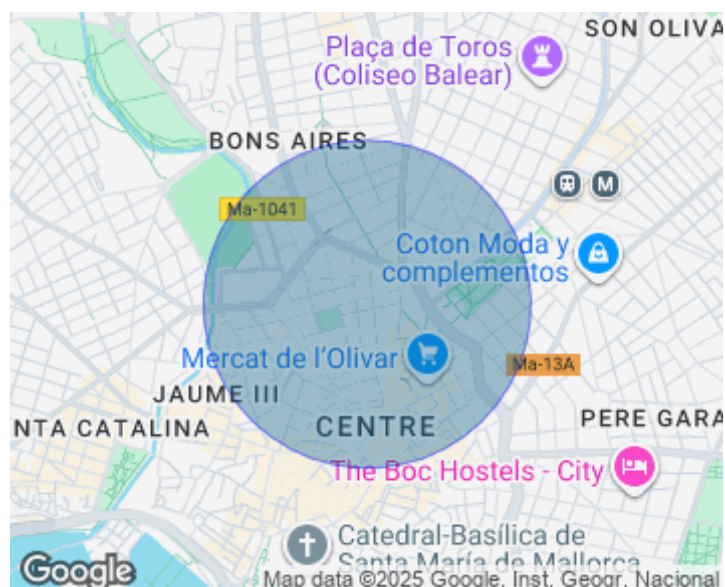 SON OLIVA
Plaça de Toros
(Coliseo Balear)
BONS AIRES
M
Ma-1041
Coton Moda y
complementos
Mercat de l'Olivar
Ma-13A
JAUME III
NTA CATALINA
CENTRE
PERE GARA
The Boc Hostels - City
Catedral-Basílica de
Santa María de Mallorca
Google
Map data ©2025 Google, Inst. Geogr. Nacional